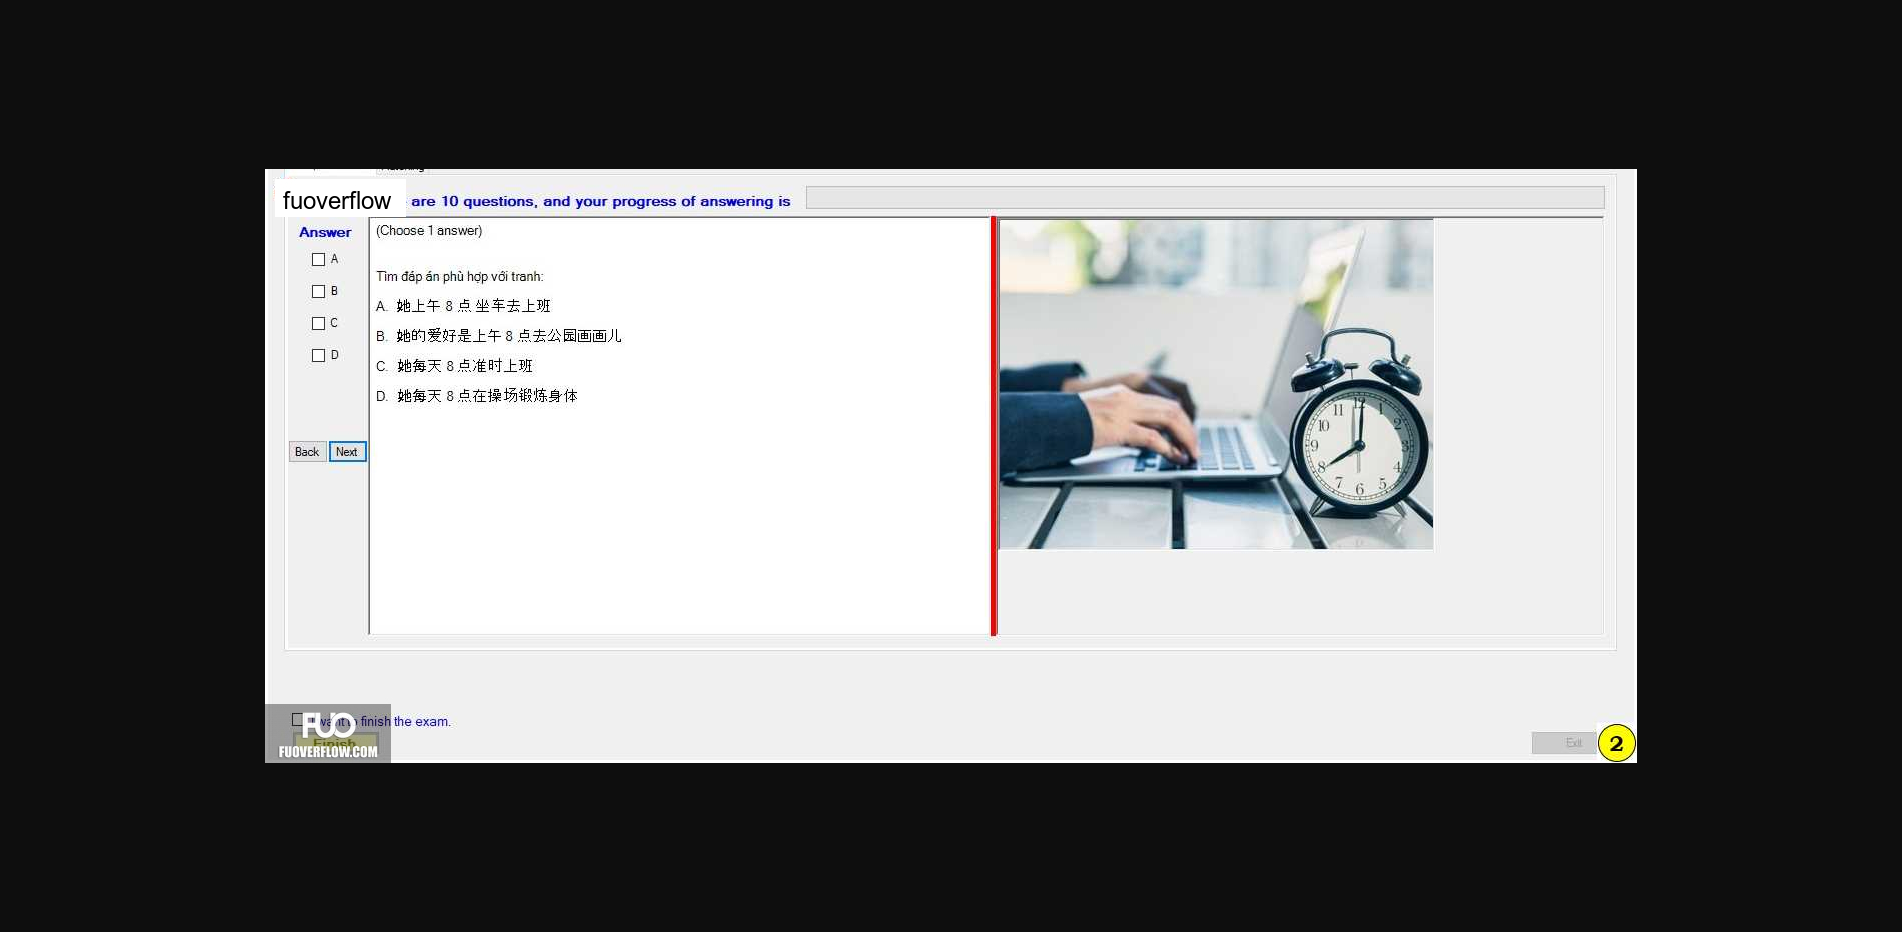 fuoverflow are 10 questions, and your progress of answering is
Answer
A
B
C
D
Back Next
(Choose 1 answer)
Tìm đáp án phù hợp với tranh:
A. 她上午 8 点 坐车去上班
B. 她的爱好是上午 8 点去公园画画儿
C. 她每天 8 点准时上班
D. 她每天 8 点在操场锻炼身体
12
11 1
10 2
9 3
8 4
7 6 5
I want to finish the exam.
FUO
Finish
FUOVERFLOW.COM
Exit
2